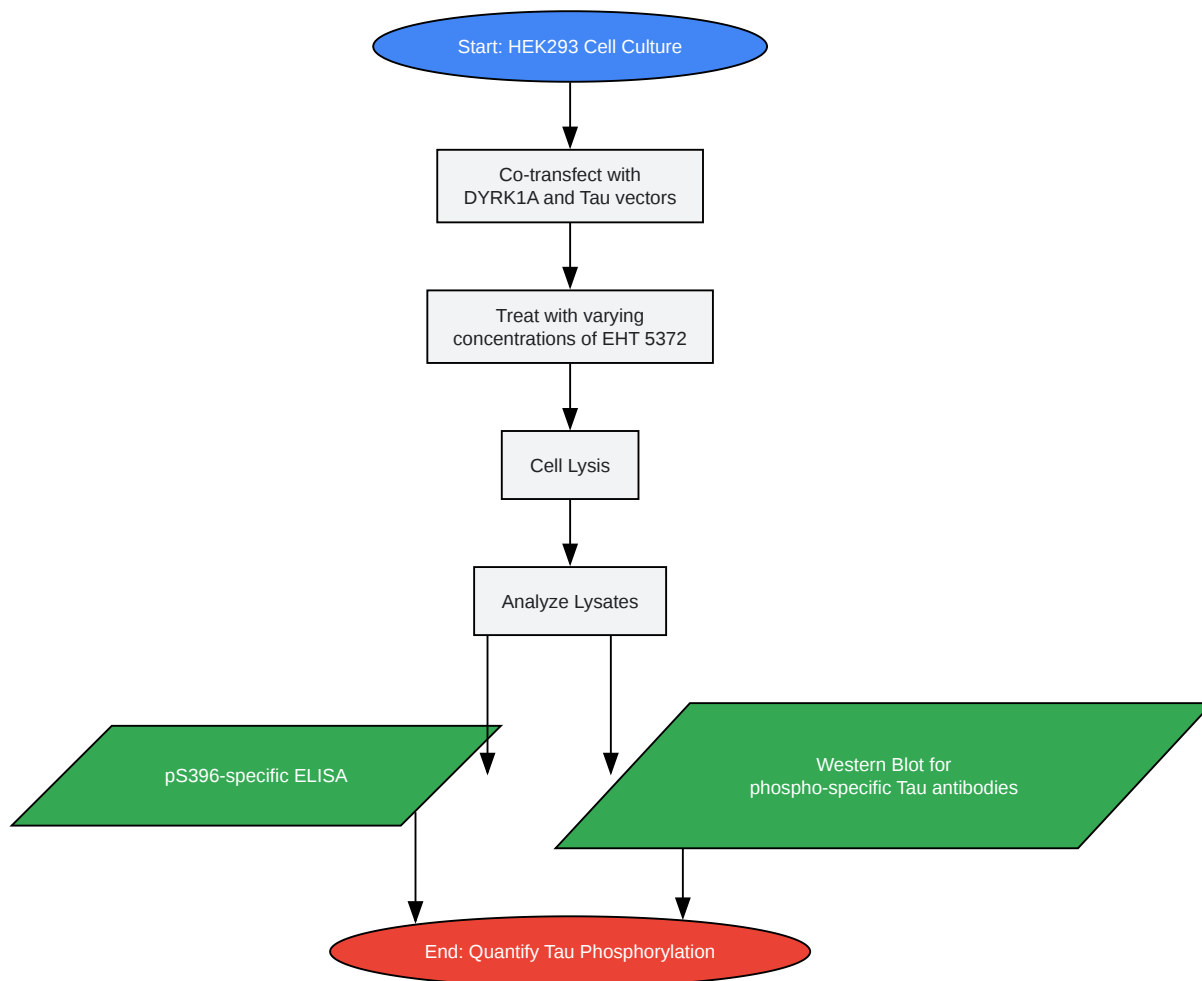 Start: HEK293 Cell Culture
Co-transfect with
DYRK1A and Tau vectors
Treat with varying
concentrations of EHT 5372
Cell Lysis
Analyze Lysates
pS396-specific ELISA
Western Blot for
phospho-specific Tau antibodies
End: Quantify Tau Phosphorylation